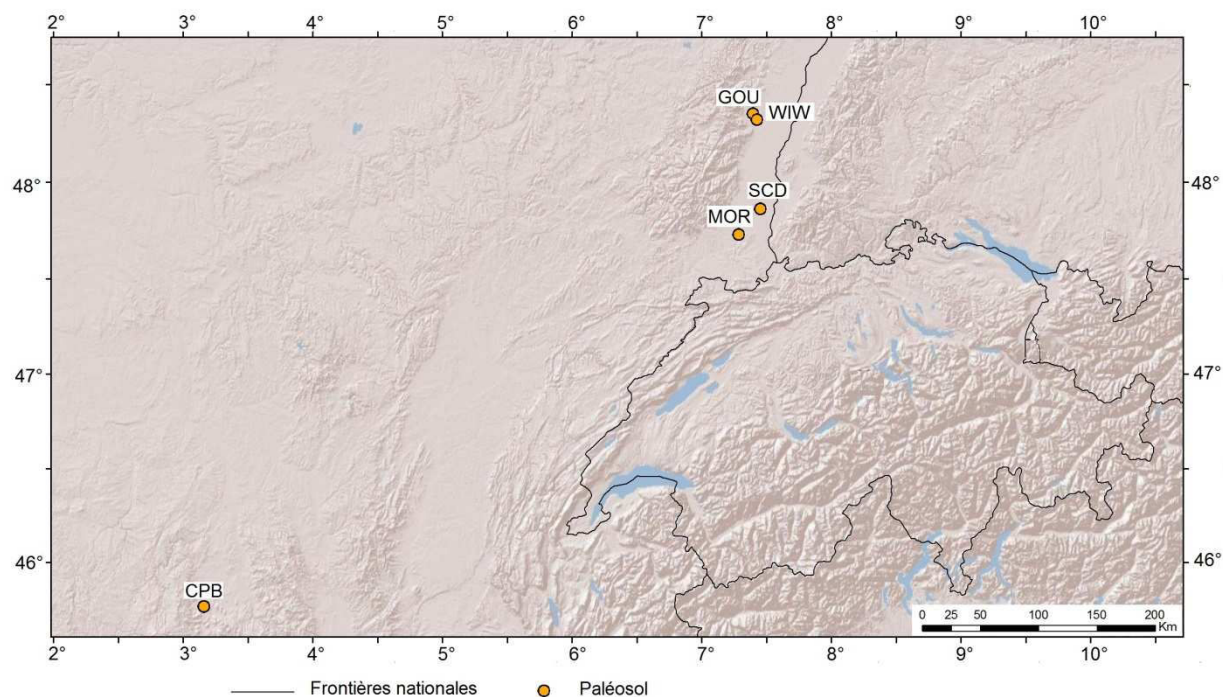 2° 3° 4° 5° 6° 7° 8° 9° 10°
GOU
WIW
48° 48°
SCD
MOR
47° 47°
46° 46°
CPB
0 25 50 100 150 200
Km
2° 3° 4° 5° 6° 7° 8° 9° 10°
Frontières nationales Paléosol